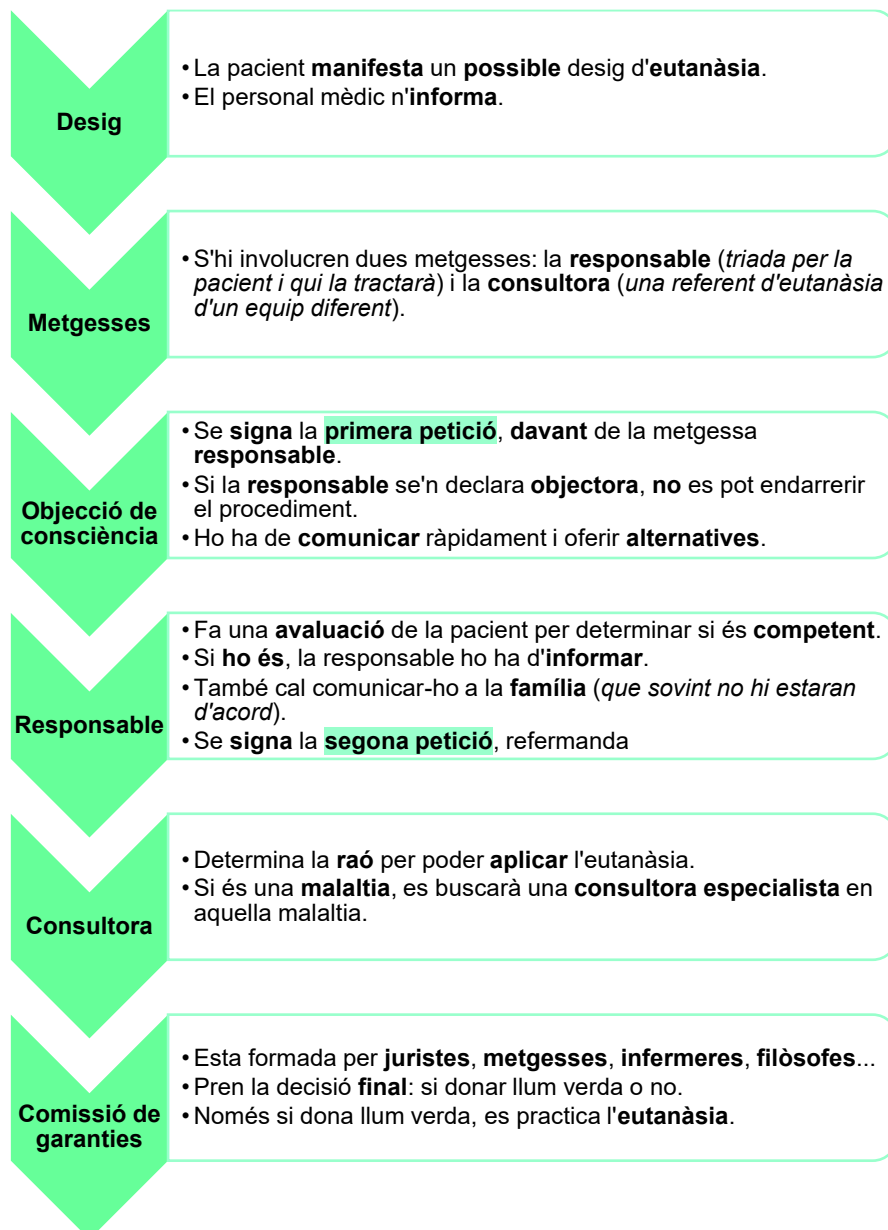 Desig
•La pacient manifesta un possible desig d'eutanàsia.
•El personal mèdic n'informa.
Metgesses
•S'hi involucren dues metgesses: la responsable (triada per la
pacient i qui la tractarà) i la consultora (una referent d'eutanàsia
d'un equip diferent).
Objecció de
consciència
•Se signa la primera petició, davant de la metgessa
responsable.
•Si la responsable se'n declara objectora, no es pot endarrerir
el procediment.
•Ho ha de comunicar ràpidament i oferir alternatives.
Responsable
•Fa una avaluació de la pacient per determinar si és competent.
•Si ho és, la responsable ho ha d'informar.
•També cal comunicar-ho a la família (que sovint no hi estaran
d'acord).
•Se signa la segona petició, refermanda
Consultora
•Determina la raó per poder aplicar l'eutanàsia.
•Si és una malaltia, es buscarà una consultora especialista en
aquella malaltia.
Comissió de
garanties
•Esta formada per juristes, metgesses, infermeres, filòsofes...
•Pren la decisió final: si donar llum verda o no.
•Només si dona llum verda, es practica l'eutanàsia.